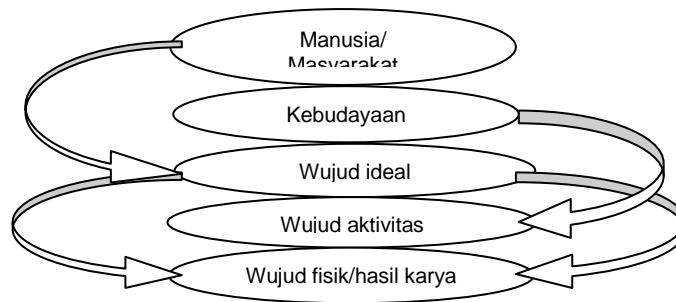 Manusia/
Masyarakat
Kebudayaan
Wujud ideal
Wujud aktivitas
Wujud fisik/hasil karya